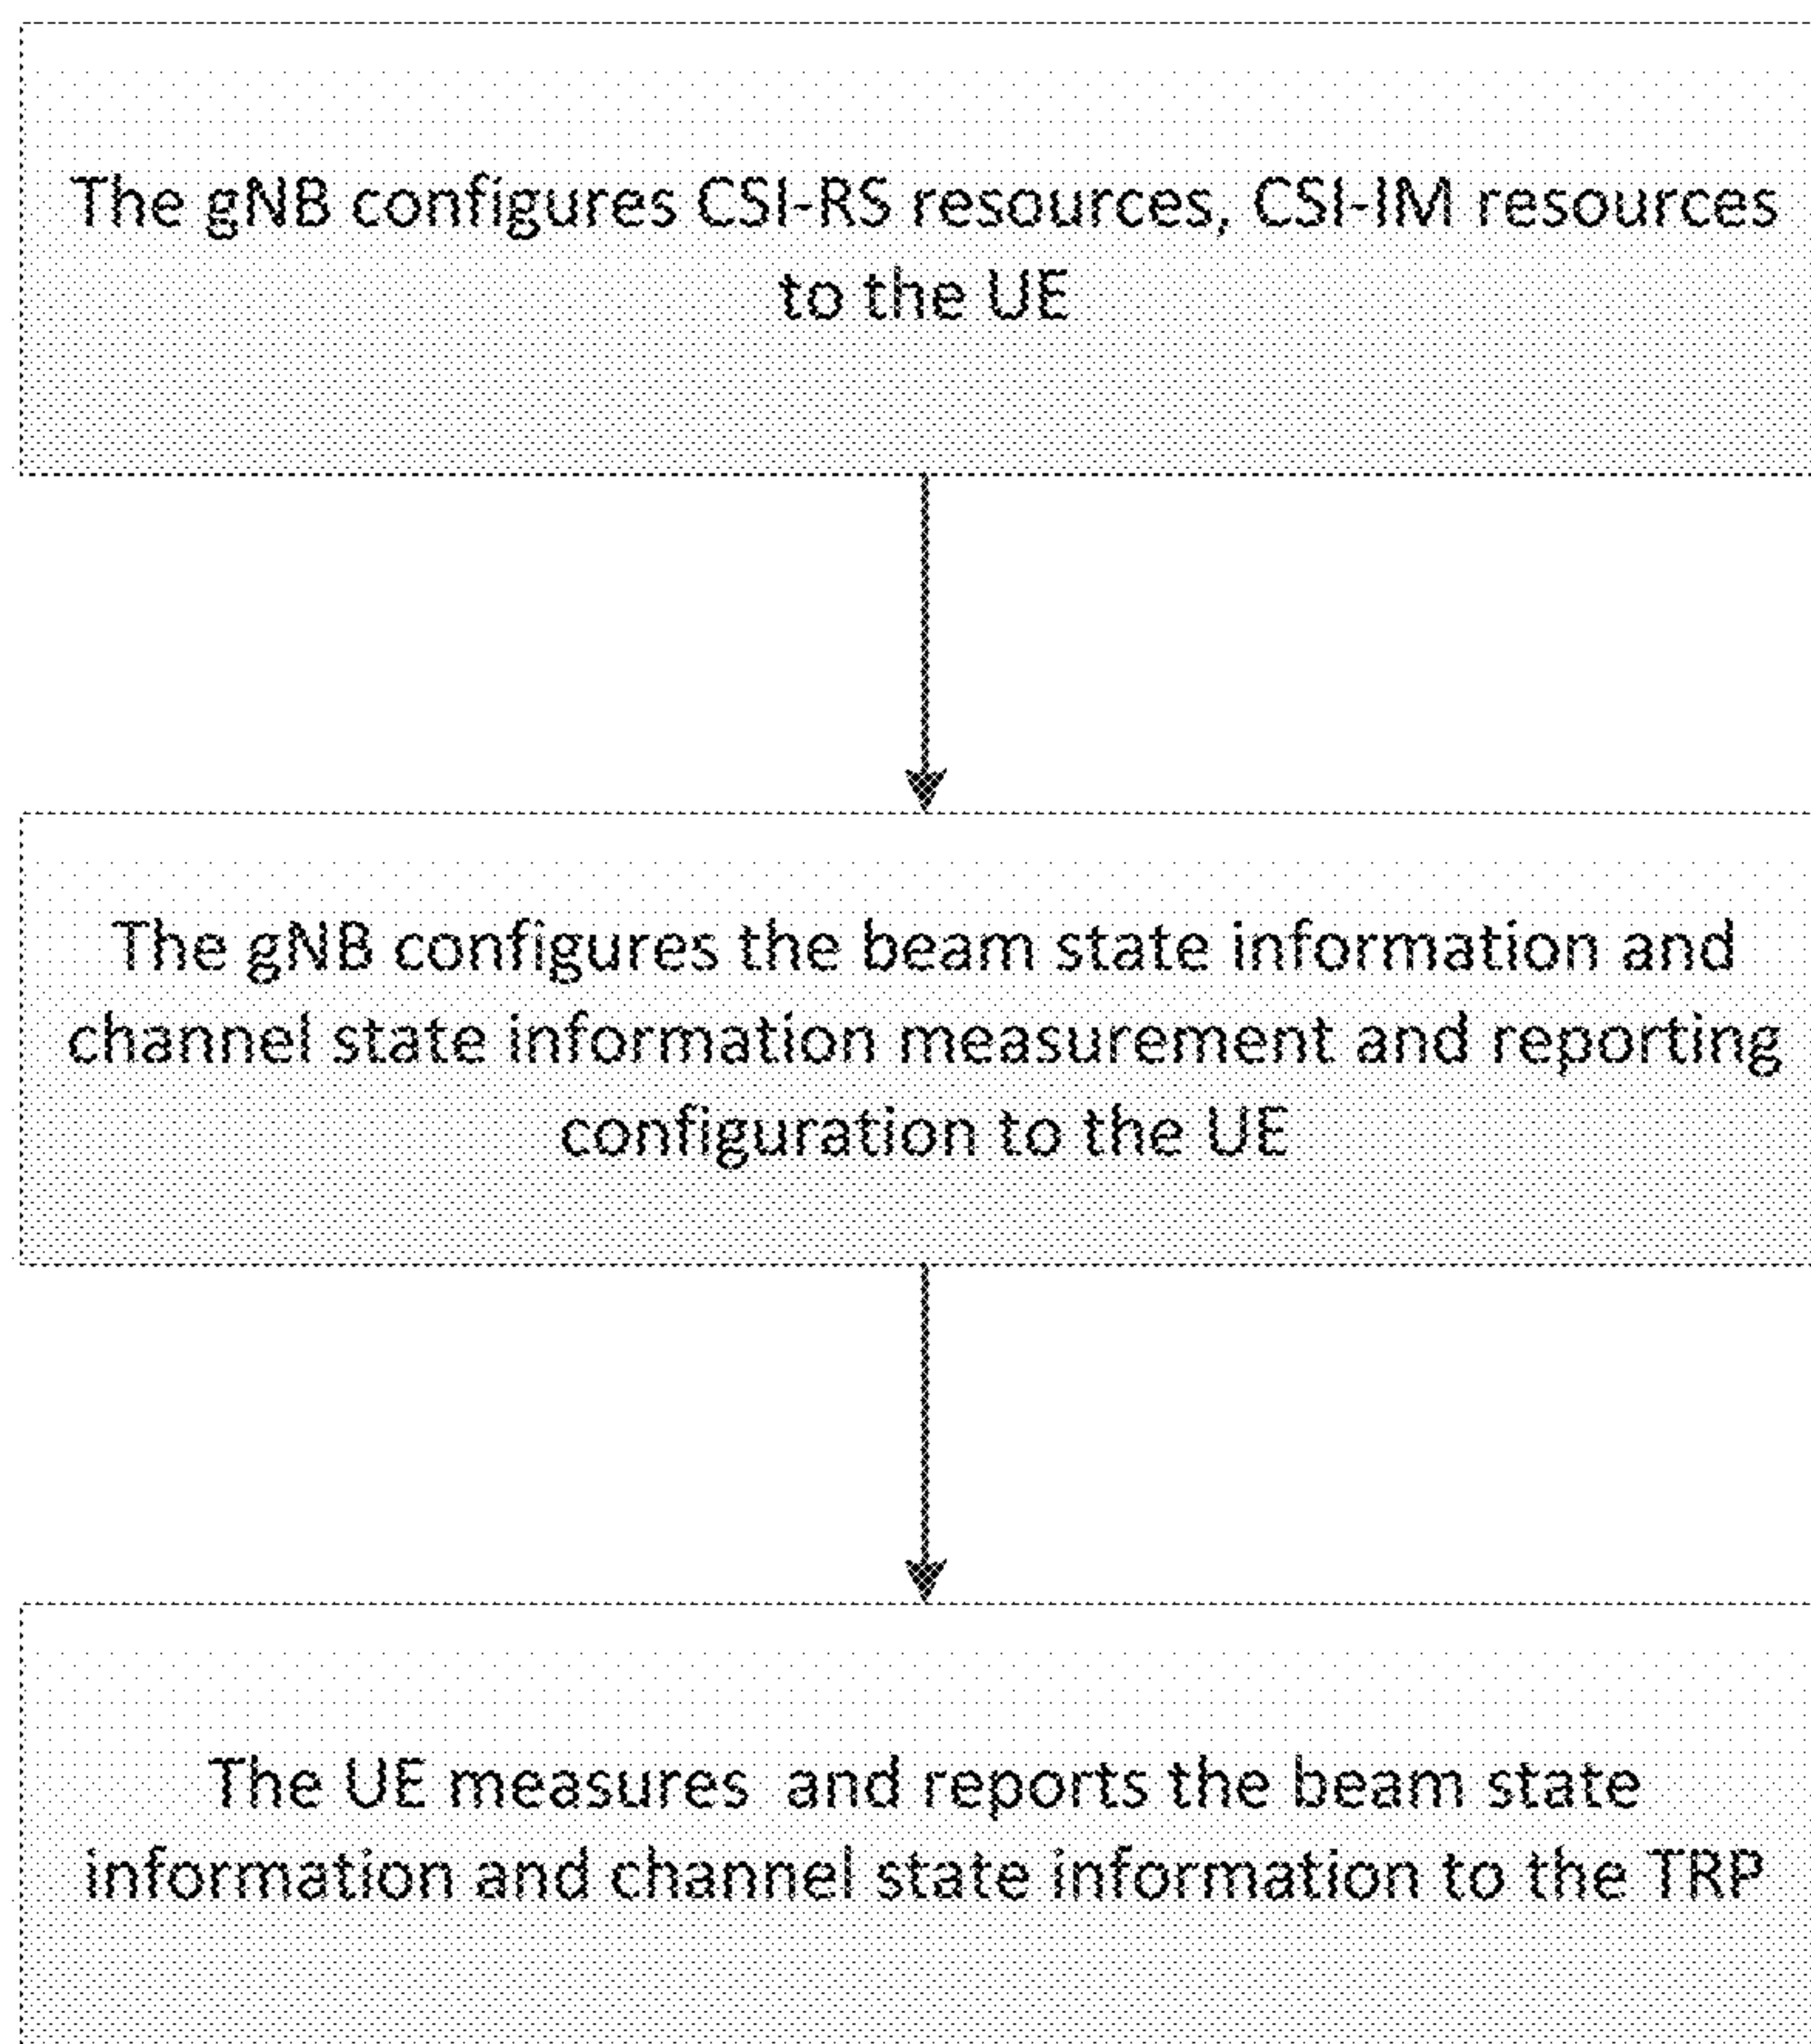 The gNB configures CSI-RS resources, CSI-IM resources
to the UE
The gNB configures the beam state information and
channel state information measurement and reporting
configuration to the UE
The UE measures and reports the beam state
information and channel state information to the TRP